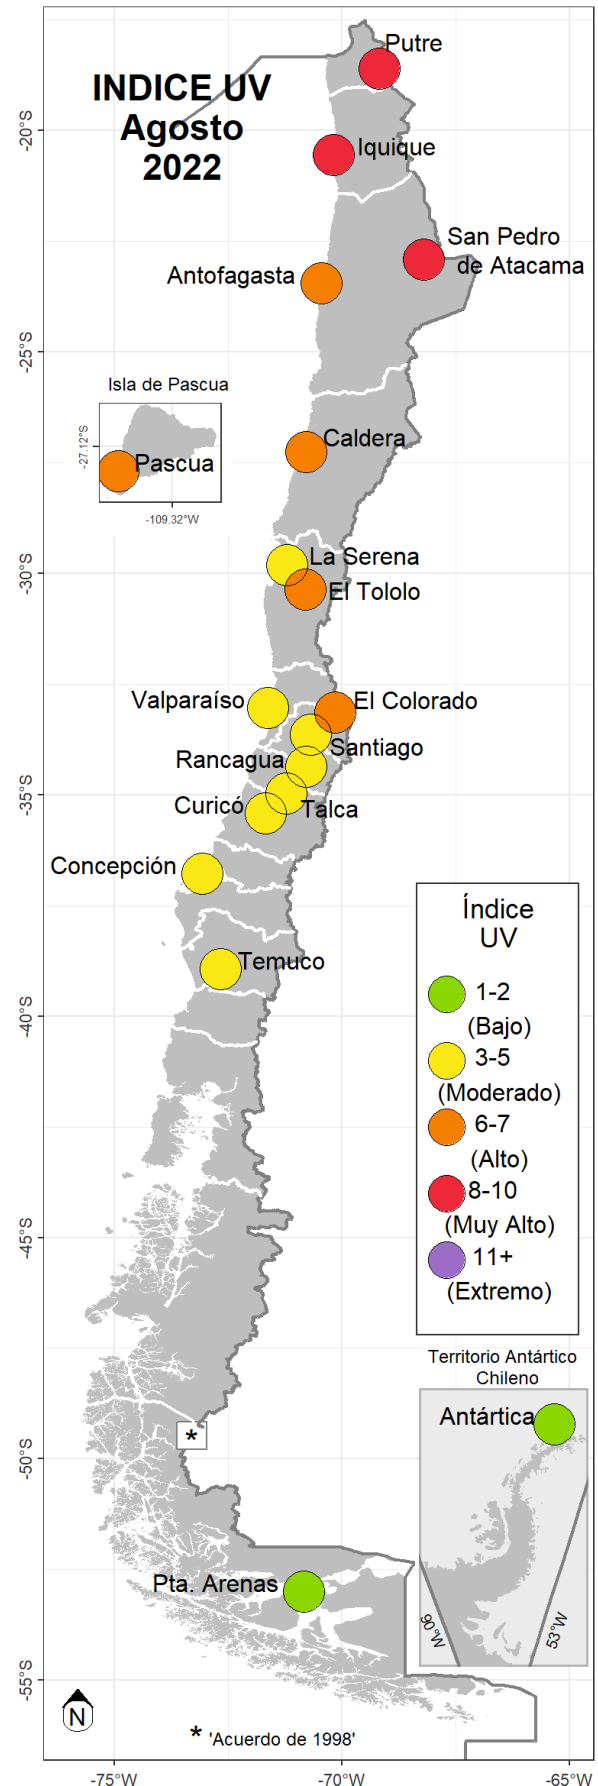 INDICE UV
Agosto
2022
Putre
Iquique
San Pedro
de Atacama
Antofagasta
Isla de Pascua
-27.12°S
Pascua
-109.32°W
Caldera
La Serena
El Tololo
Valparaíso
El Colorado
Santiago
Rancagua
Curicó
Talca
Concepción
Temuco
Índice
UV
1-2
(Bajo)
3-5
(Moderado)
6-7
(Alto)
8-10
(Muy Alto)
11+
(Extremo)
Territorio Antártico
Chileno
Antártica
90°W
53°W
*
Pta. Arenas
N
* 'Acuerdo de 1998'
-20°S
-25°S
-30°S
-35°S
-40°S
-45°S
-50°S
-55°S
-75°W
-70°W
-65°W